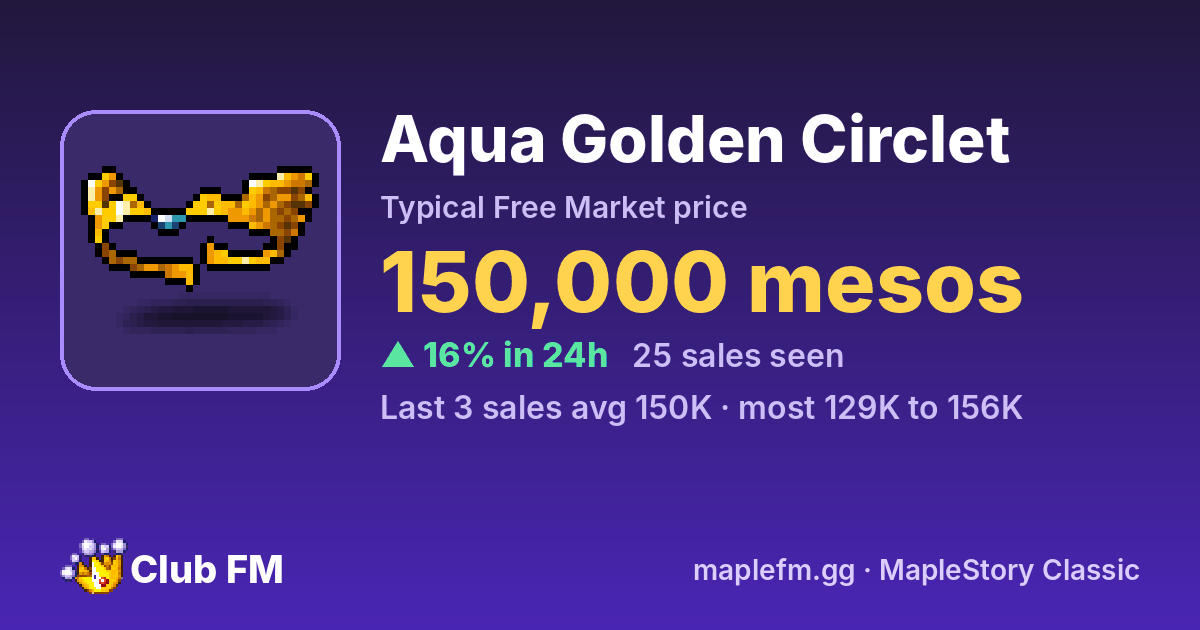 Aqua Golden Circlet
Typical Free Market price
150,000 mesos
▲ 16% in 24h 25 sales seen
Last 3 sales avg 150K · most 129K to 156K
Club FM
maplefm.gg · MapleStory Classic